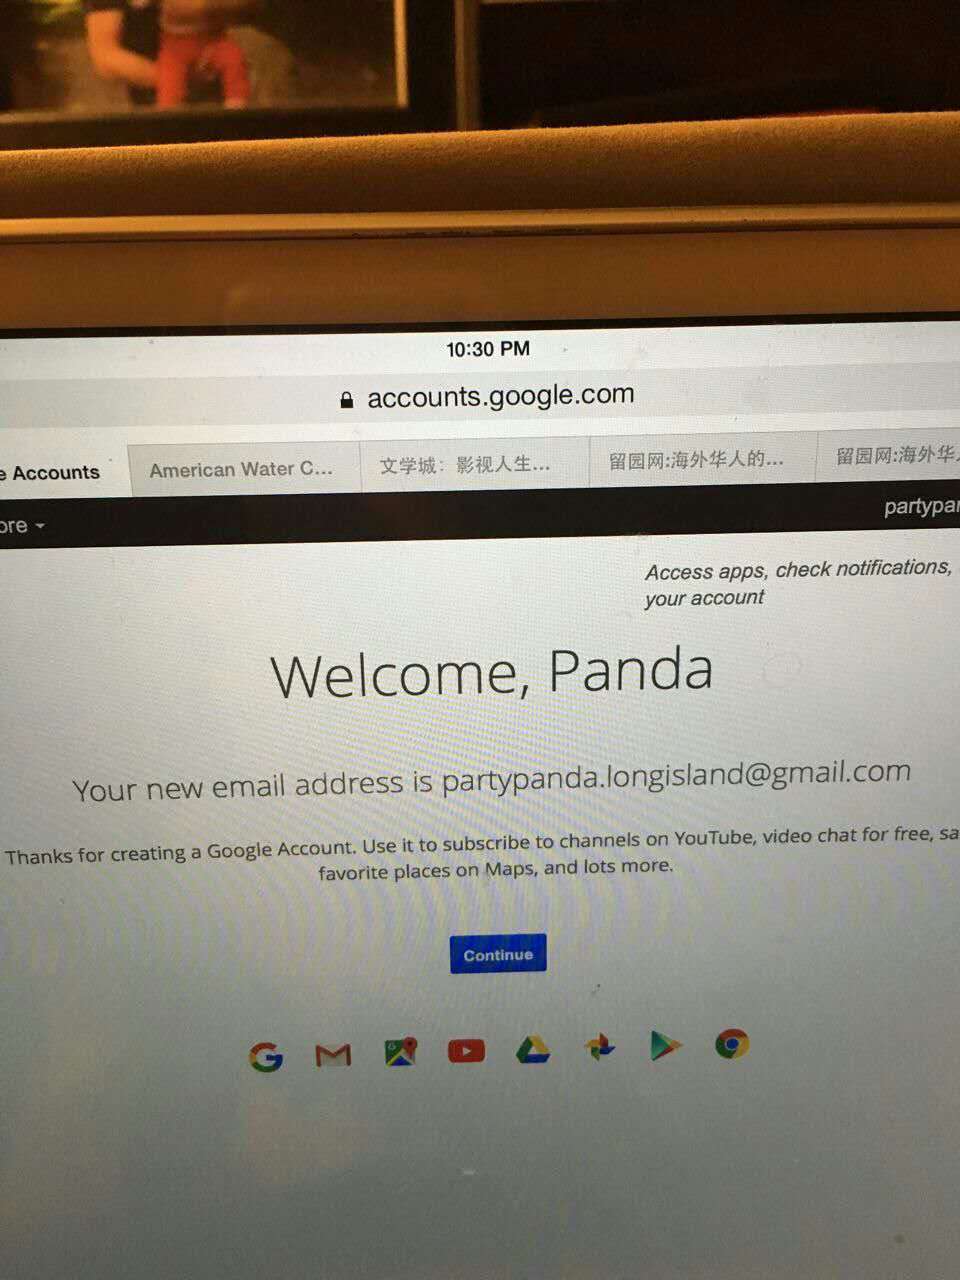 10:30 PM
accounts.google.com
e Accounts
American Water C...
文学城：影视人生...
留园网:海外华人的...
留园网:海外华人
ore
partypan
Access apps, check notifications,
your account
Welcome, Panda
Your new email address is partypanda.longisland@gmail.com
Thanks for creating a Google Account. Use it to subscribe to channels on YouTube, video chat for free, sa
favorite places on Maps, and lots more.
Continue